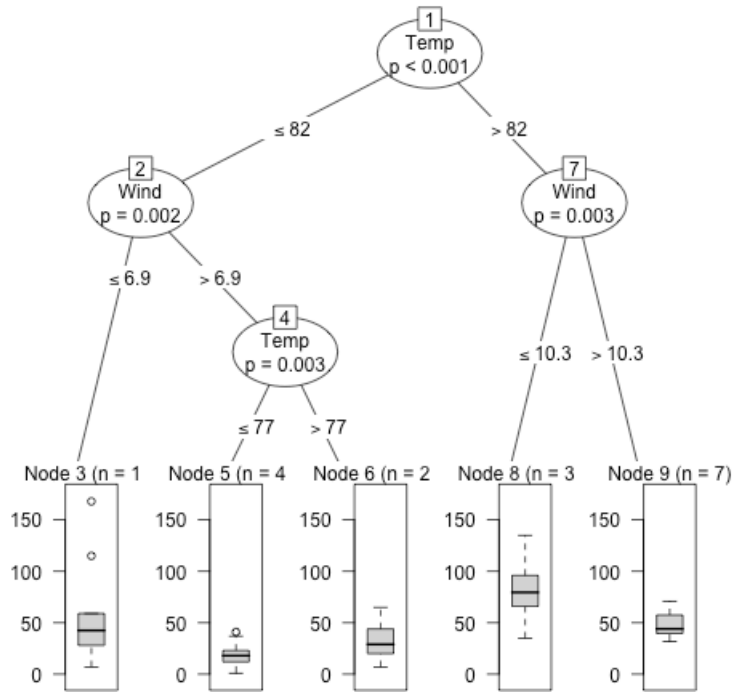 1
Temp
p < 0.001
≤ 82
> 82
2
Wind
p = 0.002
7
Wind
p = 0.003
≤ 6.9
> 6.9
4
Temp
p = 0.003
≤ 10.3
> 10.3
≤ 77
> 77
Node 3 (n = 1
Node 5 (n = 4
Node 6 (n = 2
Node 8 (n = 3
Node 9 (n = 7)
150
100
50
0
150
100
50
0
150
100
50
0
150
100
50
0
150
100
50
0